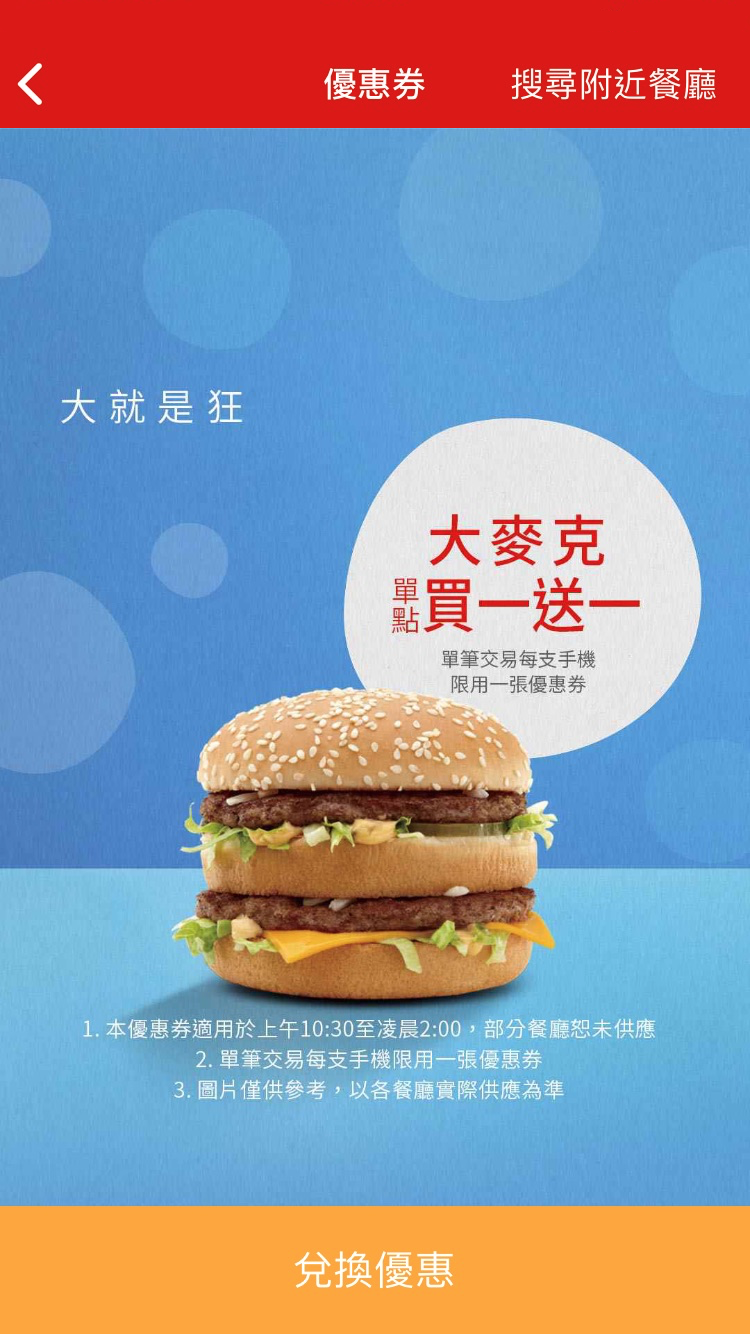 優惠券
搜尋附近餐廳
大就是狂
大麥克
單點買一送一
單筆交易每支手機
限用一張優惠券
1. 本優惠券適用於上午10:30至凌晨2:00，部分餐廳恕未供應
2. 單筆交易每支手機限用一張優惠券
3. 圖片僅供參考，以各餐廳實際供應為準
兌換優惠